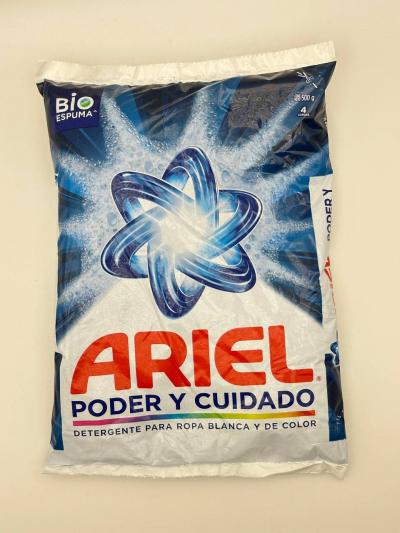 BIO
ESPUMA
500 g
4
ARIEL
PODER Y CUIDADO
DETERGENTE PARA ROPA BLANCA Y DE COLOR
PODER Y